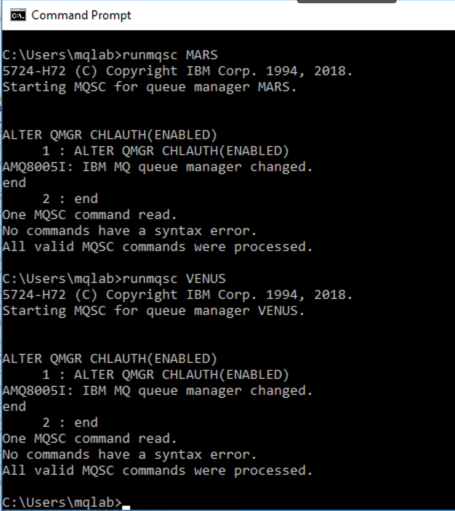 Command Prompt
C:\Users\mqlab>runmqsc MARS
5724-H72 (C) Copyright IBM Corp. 1994, 2018.
Starting MQSC for queue manager MARS.
ALTER QMGR CHLAUTH(ENABLED)
1 : ALTER QMGR CHLAUTH(ENABLED)
AMQ8005I: IBM MQ queue manager changed.
end
2 : end
One MQSC command read.
No commands have a syntax error.
All valid MQSC commands were processed.
C:\Users\mqlab>runmqsc VENUS
5724-H72 (C) Copyright IBM Corp. 1994, 2018.
Starting MQSC for queue manager VENUS.
ALTER QMGR CHLAUTH(ENABLED)
1 : ALTER QMGR CHLAUTH(ENABLED)
AMQ8005I: IBM MQ queue manager changed.
end
2 : end
One MQSC command read.
No commands have a syntax error.
All valid MQSC commands were processed.
C:\Users\mqlab>